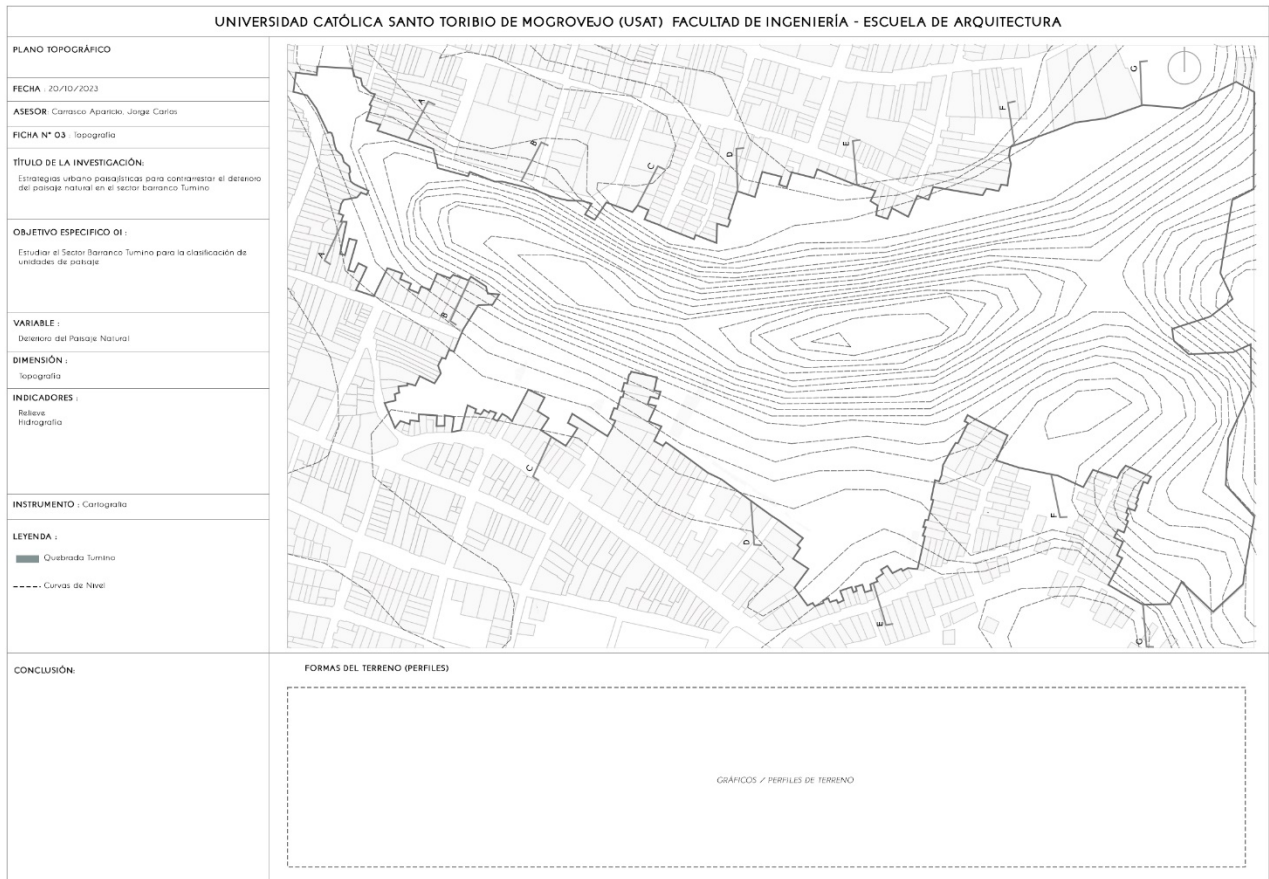 UNIVERSIDAD CATÓLICA SANTO TORIBIO DE MOGROVEJO (USAT) FACULTAD DE INGENIERÍA - ESCUELA DE ARQUITECTURA
PLANO TOPOGRÁFICO
FECHA : 20/10/2023
ASESOR: Carrasco Aparicio, Jorge Carlos
FICHA N° 03 : Topografía
TÍTULO DE LA INVESTIGACIÓN:
Estrategias urbano paisajísticas para contrarrestar el deterioro
del paisaje natural en el sector barranco Tumino
OBJETIVO ESPECIFICO 01 :
Estudiar el Sector Barranco Tumino para la clasificación de
unidades de paisaje
VARIABLE :
Deterioro del Paisaje Natural
DIMENSIÓN :
Topografía
INDICADORES :
Relieve
Hidrografía
INSTRUMENTO : Cartografía
LEYENDA :
Quebrada Tumino
Curvas de Nivel
A
B
C
D
E
F
G
A
B
C
D
E
F
G
CONCLUSIÓN:
FORMAS DEL TERRENO (PERFILES)
GRÁFICOS / PERFILES DE TERRENO